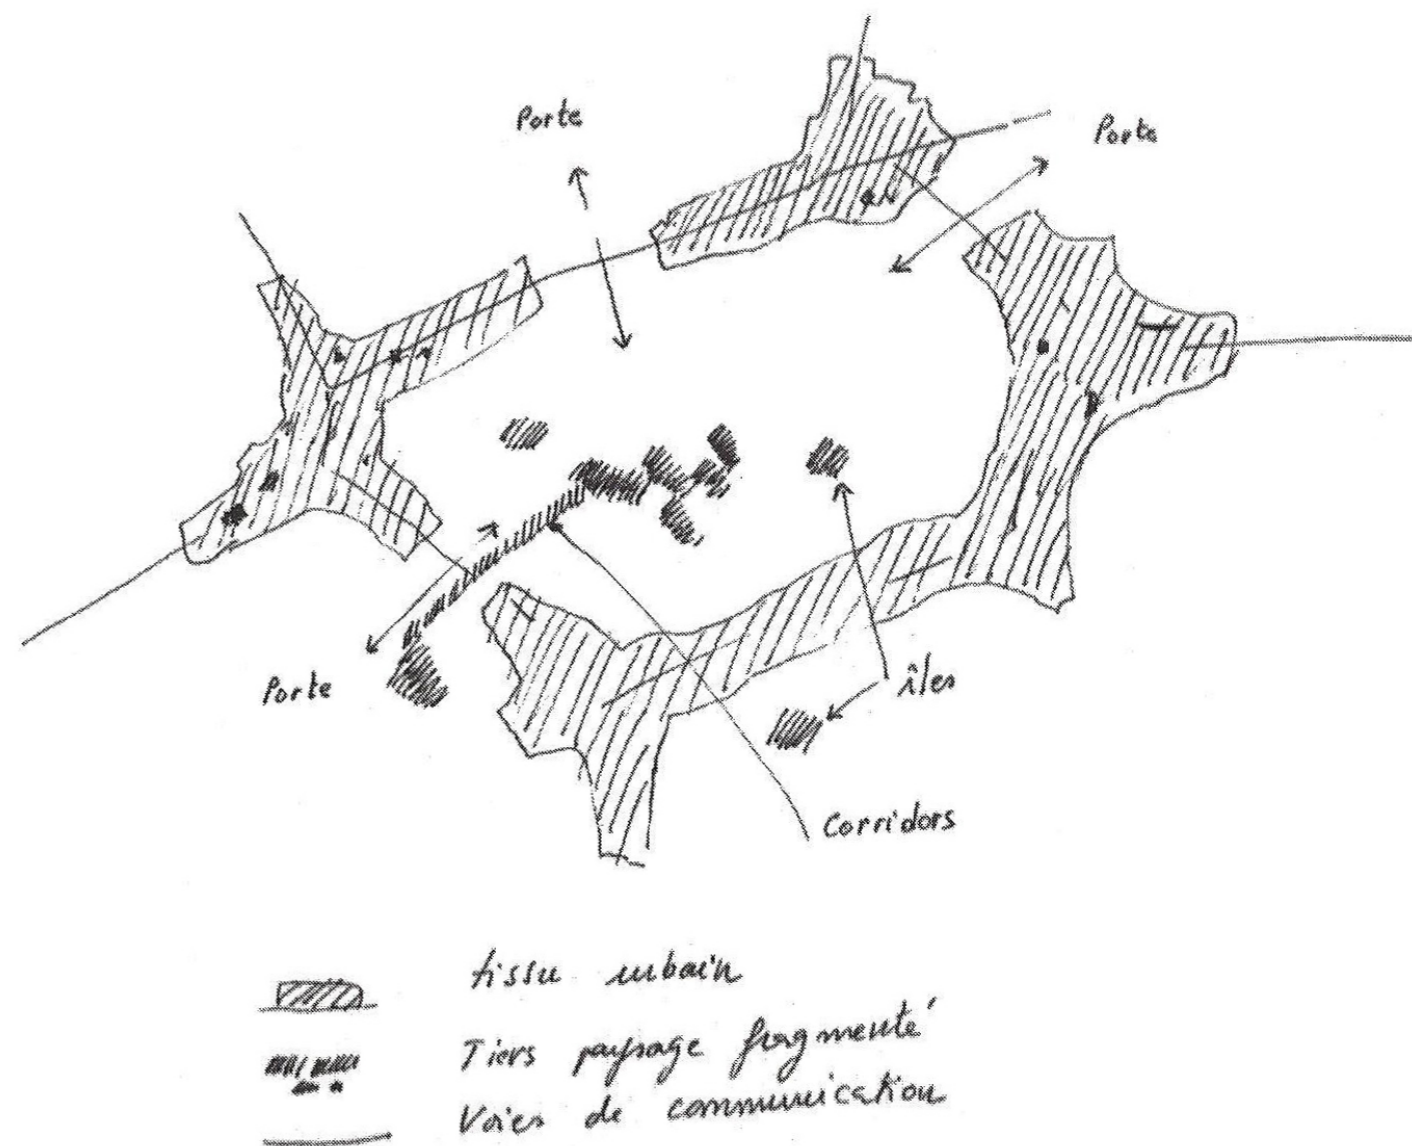 Porte
Porte
Porte
îles
Corridors
tissu urbain
Tiers paysage fragmenté
Voies de communication